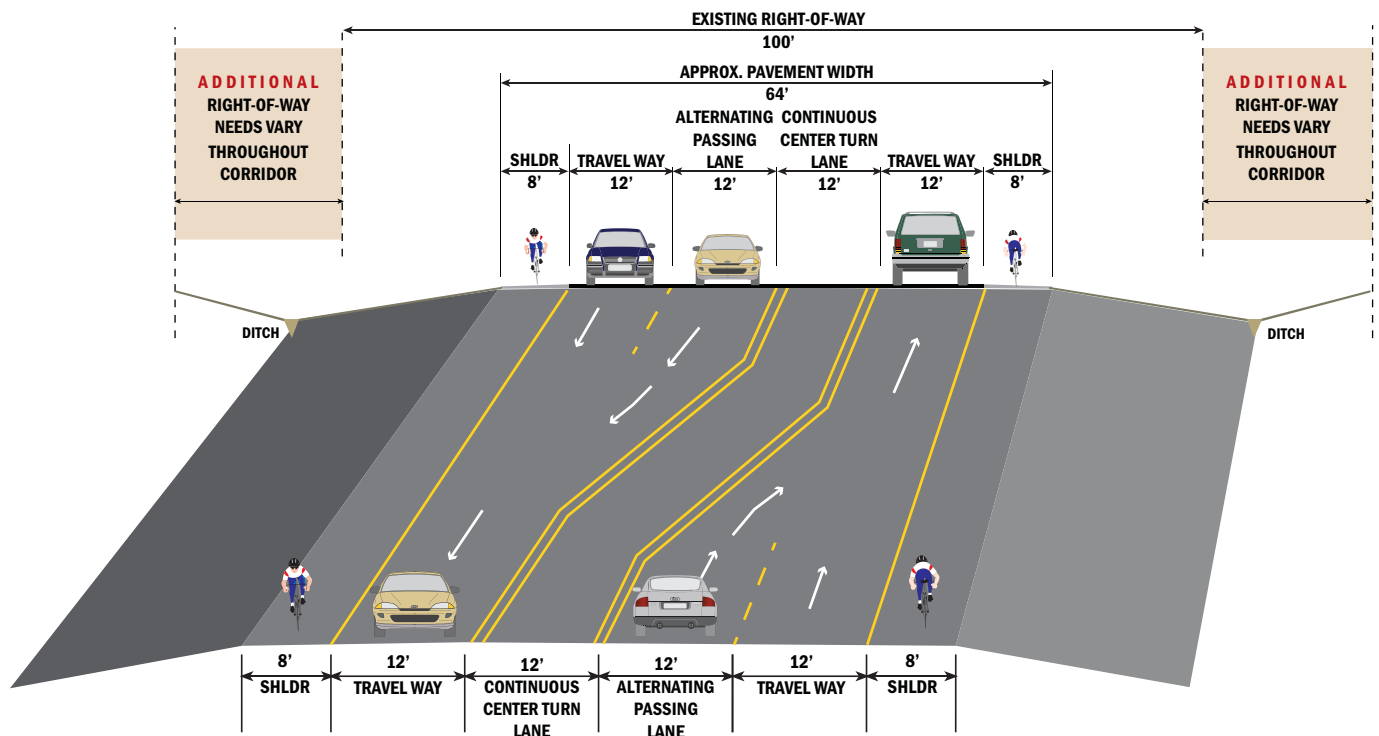 EXISTING RIGHT-OF-WAY
100’
APPROX. PAVEMENT WIDTH
64’
ADDITIONAL
RIGHT-OF-WAY
NEEDS VARY
THROUGHOUT
CORRIDOR
ADDITIONAL
RIGHT-OF-WAY
NEEDS VARY
THROUGHOUT
CORRIDOR
SHLDR
8’
TRAVEL WAY
12’
ALTERNATING
PASSING
LANE
12’
CONTINUOUS
CENTER TURN
LANE
12’
TRAVEL WAY
12’
SHLDR
8’
DITCH
DITCH
8’
SHLDR
12’
TRAVEL WAY
12’
CONTINUOUS
CENTER TURN
LANE
12’
ALTERNATING
PASSING
LANE
12’
TRAVEL WAY
8’
SHLDR